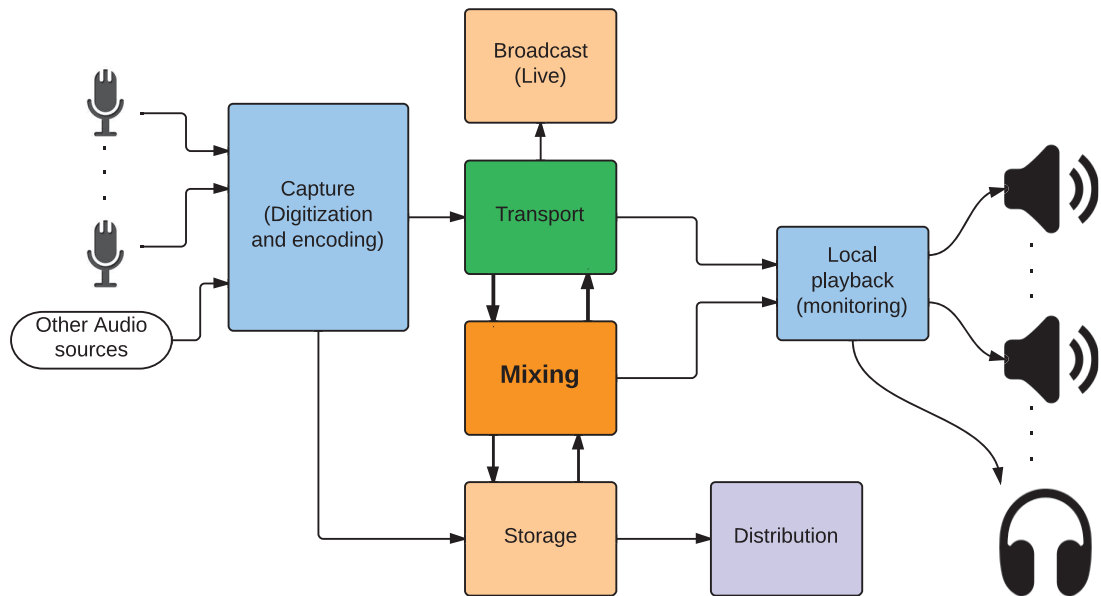 Broadcast
(Live)
Capture
(Digitization
and encoding)
Transport
Local
playback
(monitoring)
Other Audio
sources
Mixing
Storage
Distribution